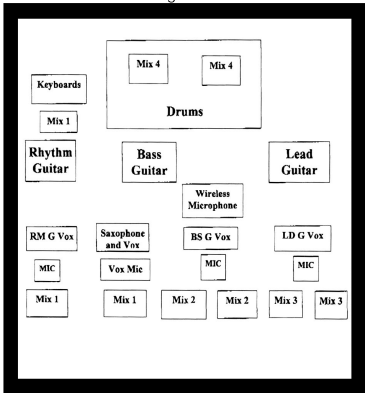 Mix 4
Mix 4
Keyboards
Drums
Mix 1
Rhythm
Guitar
Bass
Guitar
Lead
Guitar
Wireless
Microphone
RM G Vox
Saxophone
and Vox
BS G Vox
LD G Vox
MIC
Vox Mic
MIC
MIC
Mix 1
Mix 1
Mix 2
Mix 2
Mix 3
Mix 3